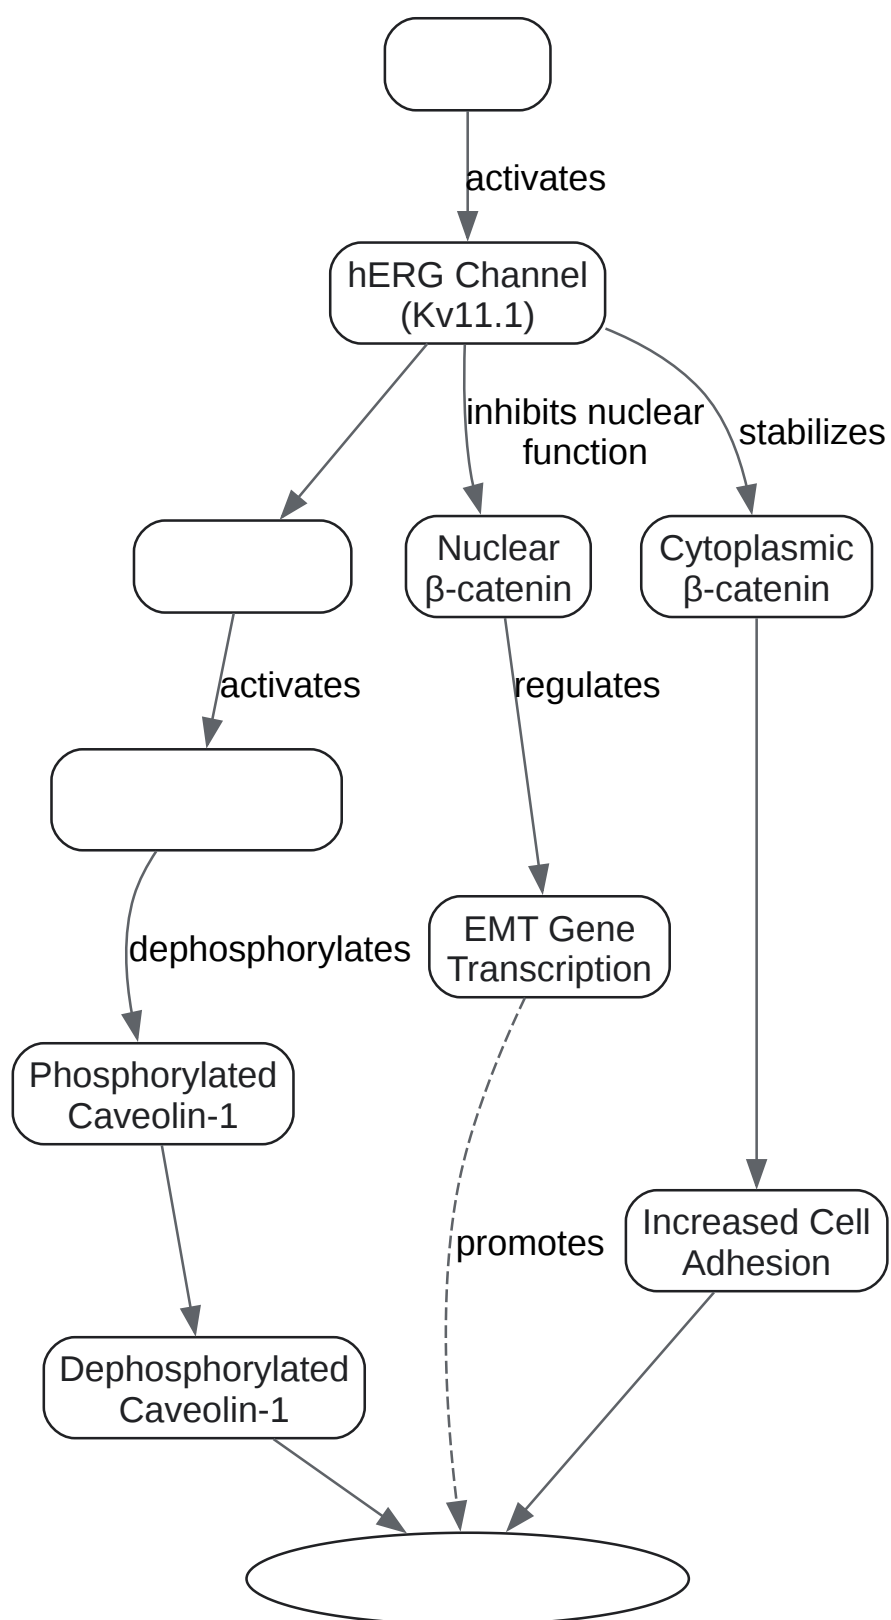 activates
hERG Channel
(Kv11.1)
inhibits nuclear
function
stabilizes
Nuclear
β-catenin
Cytoplasmic
β-catenin
activates
regulates
dephosphorylates
EMT Gene
Transcription
Phosphorylated
Caveolin-1
promotes
Increased Cell
Adhesion
Dephosphorylated
Caveolin-1